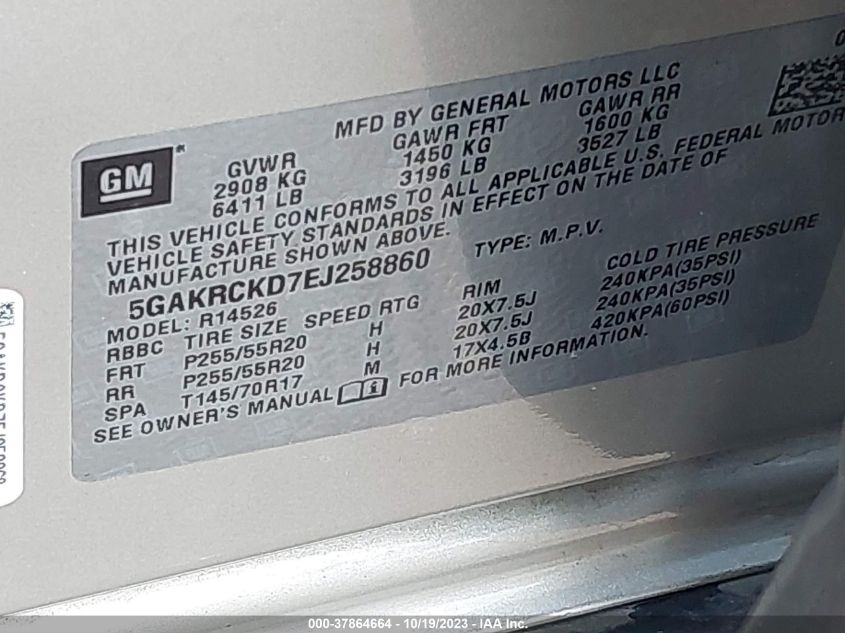 0
MFD BY GENERAL MOTORS LLC
GM
GVWR GAWR FRT GAWR RR
2908 KG 1450 KG 1600 KG
6411 LB 3196 LB 3527 LB
THIS VEHICLE CONFORMS TO ALL APPLICABLE U.S. FEDERAL MOTOR
VEHICLE SAFETY STANDARDS IN EFFECT ON THE DATE OF
MANUFACTURE SHOWN ABOVE.
5GAKRCKD7EJ258860 TYPE: M.P.V.
MODEL: R14526
RBBC TIRE SIZE SPEED RTG RIM COLD TIRE PRESSURE
FRT P255/55R20 H 20X7.5J 240KPA(35PSI)
RR P255/55R20 H 20X7.5J 240KPA(35PSI)
SPA T145/70R17 M 17X4.5B 420KPA(60PSI)
SEE OWNER'S MANUAL FOR MORE INFORMATION.
000-37864664 - 10/19/2023 - IAA Inc.